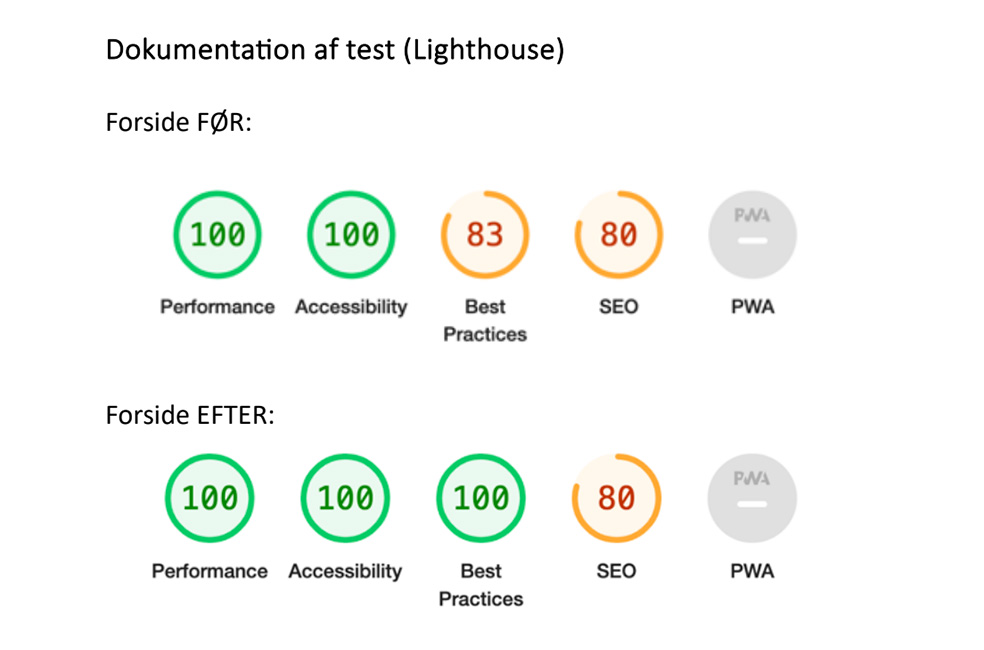 Dokumentation af test (Lighthouse)
Forside FØR:
100 100 83 80 PWA
Performance Accessibility Best Practices SEO PWA
Forside EFTER:
100 100 100 80 PWA
Performance Accessibility Best Practices SEO PWA